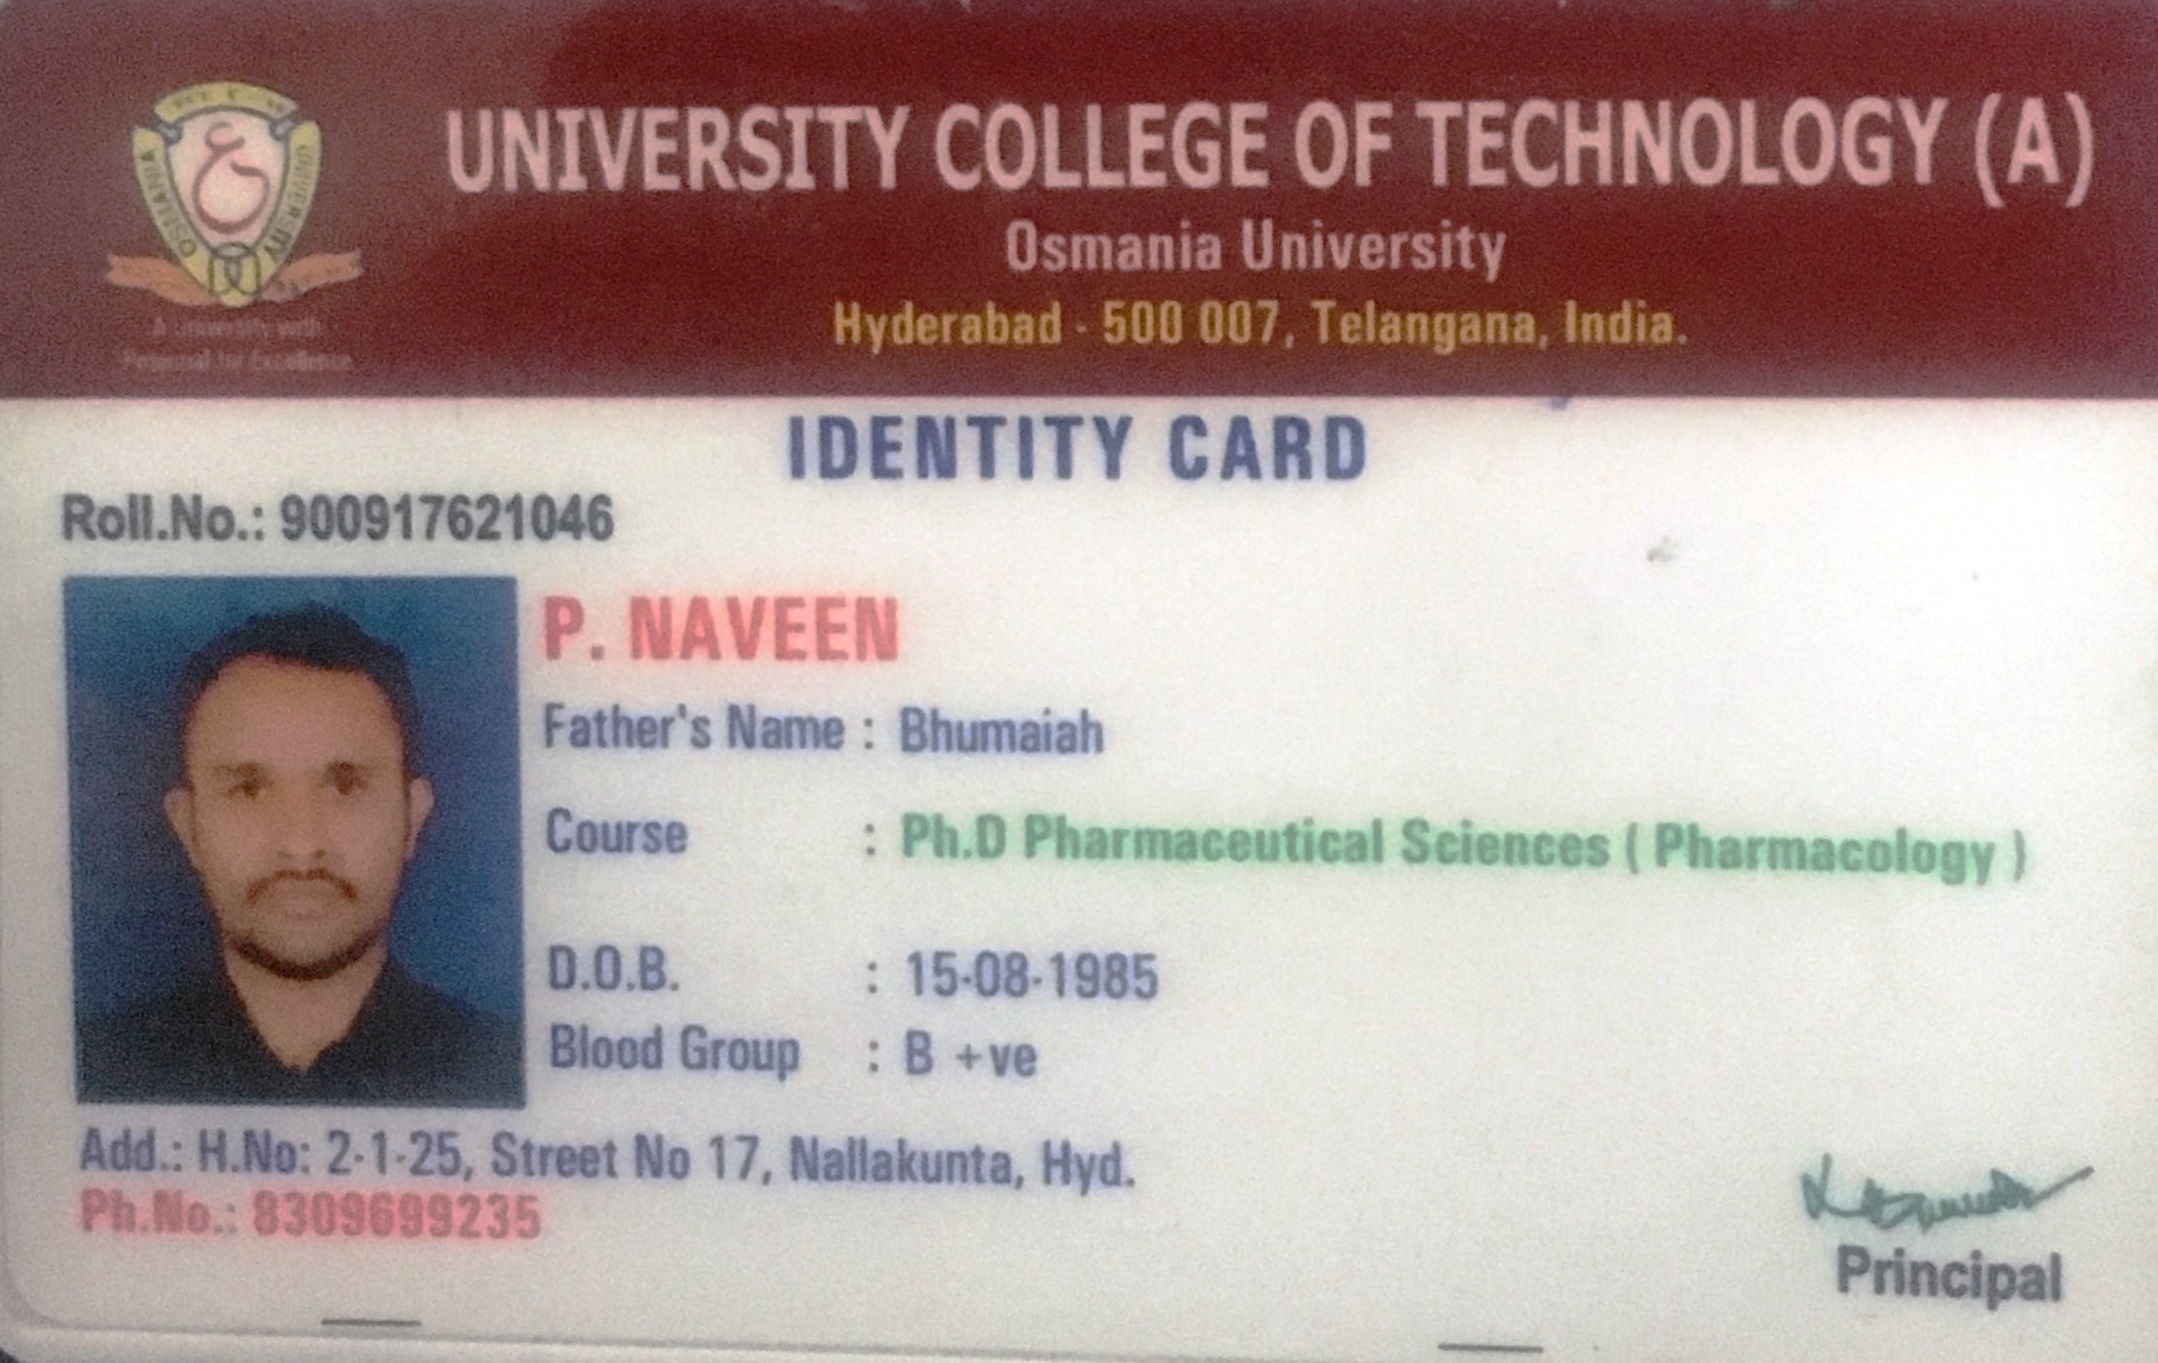 UNIVERSITY COLLEGE OF TECHNOLOGY (A)
Osmania University
Hyderabad - 500 007, Telangana, India.
OSMANIA UNIVERSITY
A University with
Potential for Excellence
IDENTITY CARD
Roll.No.: 900917621046
P. NAVEEN
Father's Name : Bhumaiah
Course : Ph.D Pharmaceutical Sciences ( Pharmacology )
D.O.B. : 15-08-1985
Blood Group : B +ve
Add.: H.No: 2-1-25, Street No 17, Nallakunta, Hyd.
Ph.No.: 8309699235
Principal